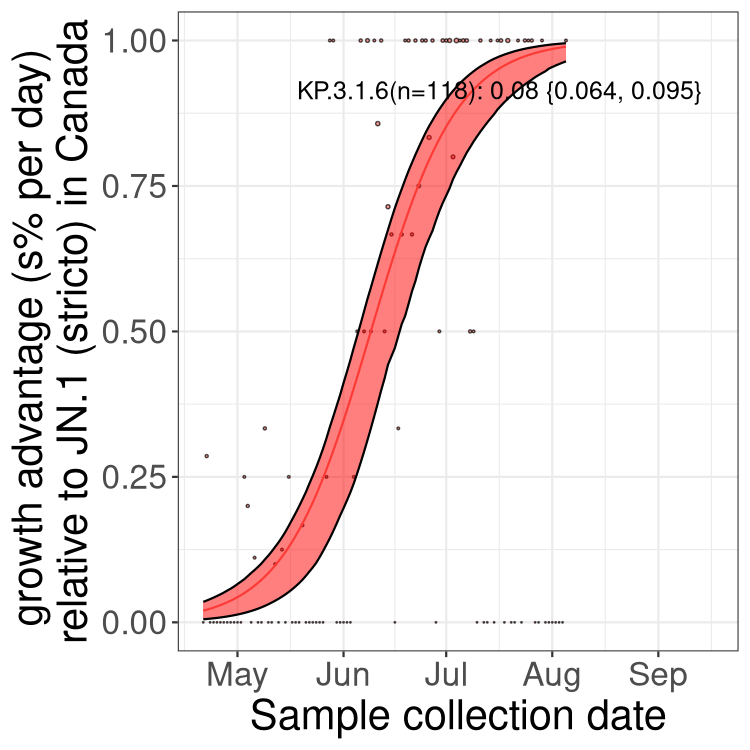 growth advantage (s% per day)
relative to JN.1 (stricto) in Canada
1.00
0.75
0.50
0.25
0.00
KP.3.1.6(n=118): 0.08 {0.064, 0.095}
May Jun Jul Aug Sep
Sample collection date